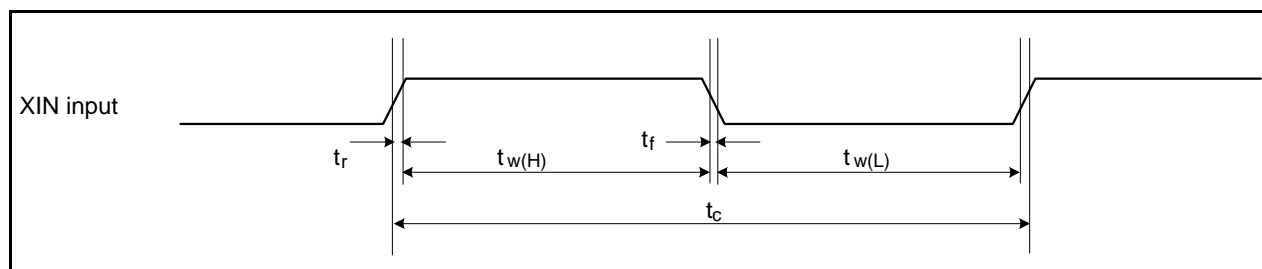 XIN input
tr
tw(H)
tf
tw(L)
tc